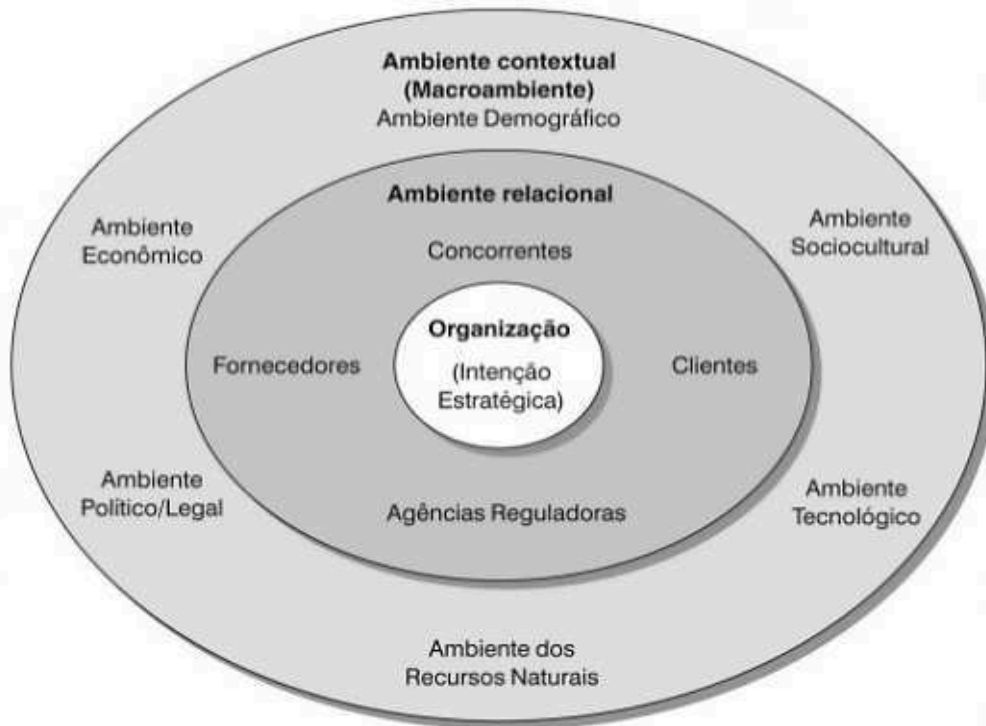 Ambiente contextual
(Macroambiente)
Ambiente Demográfico
Ambiente relacional
Ambiente
Econômico
Ambiente
Sociocultural
Concorrentes
Organização
(Intenção
Estratégica)
Fornecedores
Clientes
Ambiente
Político/Legal
Ambiente
Tecnológico
Agências Reguladoras
Ambiente dos
Recursos Naturais